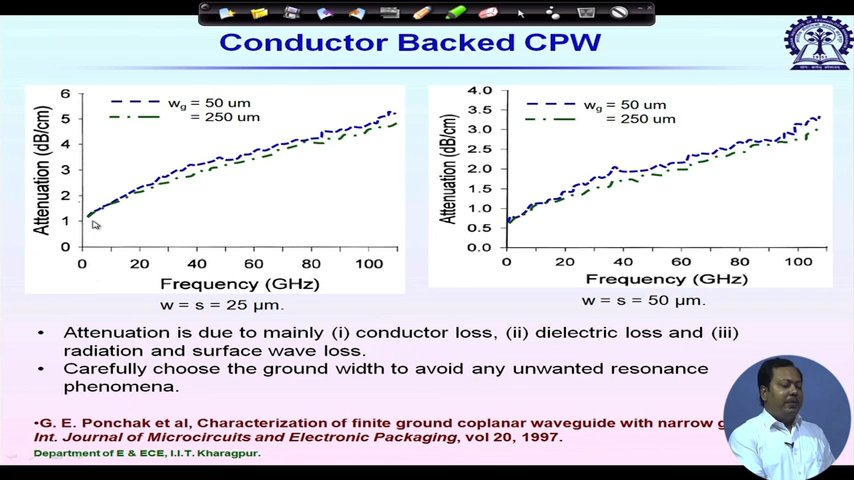 Conductor Backed CPW
6
5
4
3
2
1
0
Attenuation (dB/cm)
w_g = 50 um
= 250 um
0 20 40 60 80 100
Frequency (GHz)
w = s = 25 µm.
4.0
3.5
3.0
2.5
2.0
1.5
1.0
0.5
0.0
Attenuation (dB/cm)
w_g = 50 um
= 250 um
0 20 40 60 80 100
Frequency (GHz)
w = s = 50 µm.
• Attenuation is due to mainly (i) conductor loss, (ii) dielectric loss and (iii)
radiation and surface wave loss.
• Carefully choose the ground width to avoid any unwanted resonance
phenomena.
•G. E. Ponchak et al, Characterization of finite ground coplanar waveguide with narrow
Int. Journal of Microcircuits and Electronic Packaging, vol 20, 1997.
Department of E & ECE, I.I.T. Kharagpur.